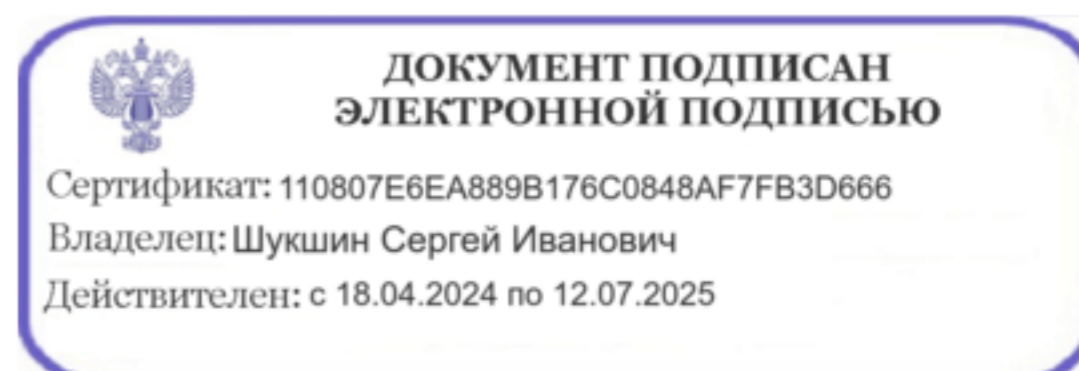 ДОКУМЕНТ ПОДПИСАН
ЭЛЕКТРОННОЙ ПОДПИСЬЮ
Сертификат: 110807E6EA889B176C0848AF7FB3D666
Владелец: Шукшин Сергей Иванович
Действителен: с 18.04.2024 по 12.07.2025